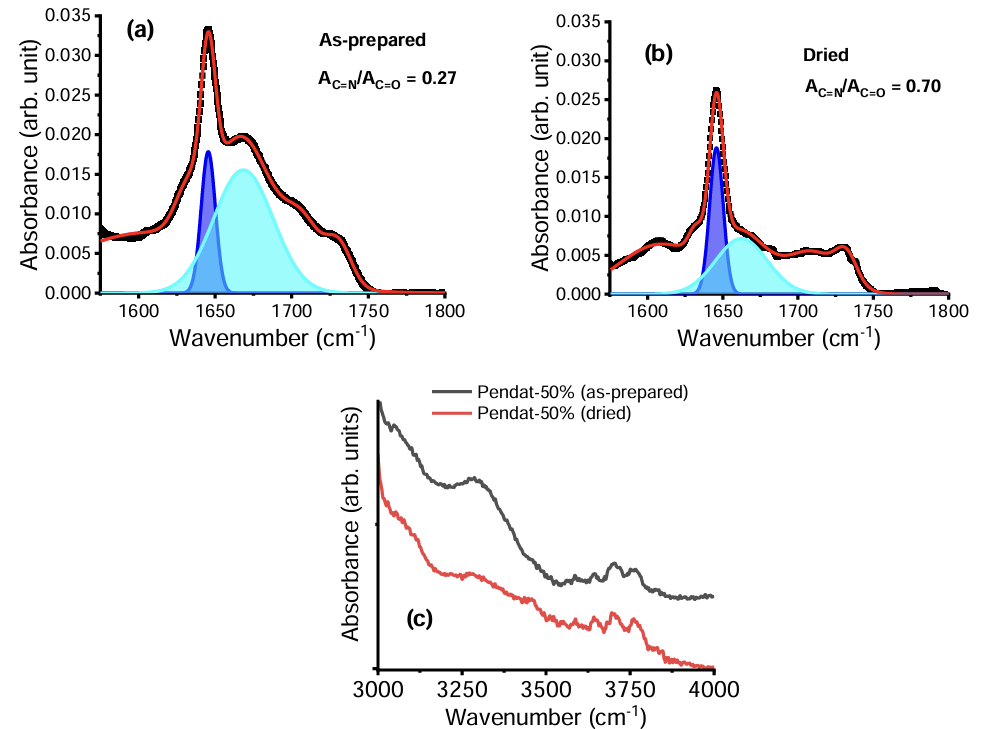 (a)
As-prepared
A_C=N/A_C=O = 0.27
Absorbance (arb. unit)
0.035
0.030
0.025
0.020
0.015
0.010
0.005
0.000
1600 1650 1700 1750 1800
Wavenumber (cm⁻¹)
(b)
Dried
A_C=N/A_C=O = 0.70
Absorbance (arb. unit)
0.035
0.030
0.025
0.020
0.015
0.010
0.005
0.000
1600 1650 1700 1750 1800
Wavenumber (cm⁻¹)
Pendat-50% (as-prepared)
Pendat-50% (dried)
Absorbance (arb. units)
(c)
3000 3250 3500 3750 4000
Wavenumber (cm⁻¹)